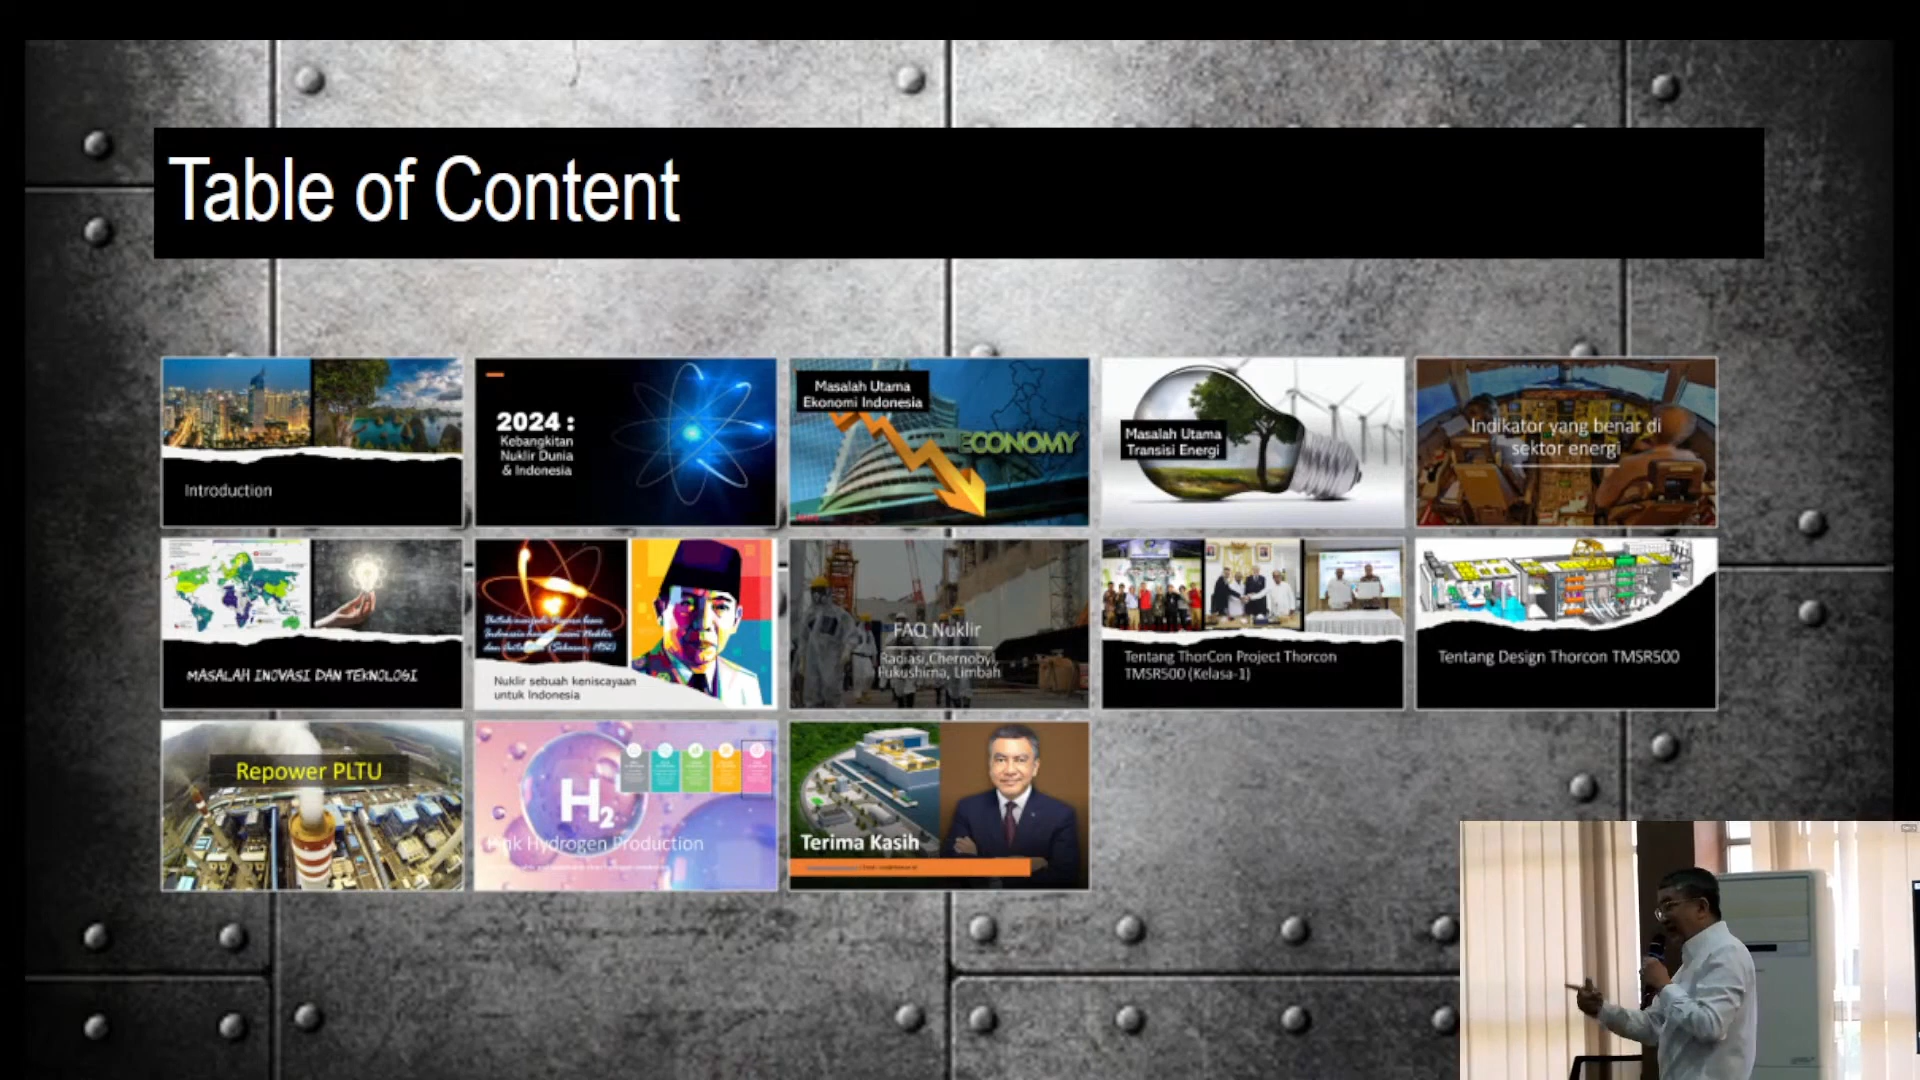 Table of Content
Introduction
2024 :
Kebangkitan
Nuklir Dunia
& Indonesia
Masalah Utama
Ekonomi Indonesia
ECONOMY
Masalah Utama
Transisi Energi
Indikator yang benar di
sektor energi
MASALAH INOVASI DAN TEKNOLOGI
Nuklir sebuah keniscayaan
untuk Indonesia
FAQ Nuklir
Radiasi,Chernobyl,
Fukushima, Limbah
Tentang ThorCon Project Thorcon
TMSR500 (Kelasa-1)
Tentang Design Thorcon TMSR500
Repower PLTU
H2
Pink Hydrogen Production
Terima Kasih